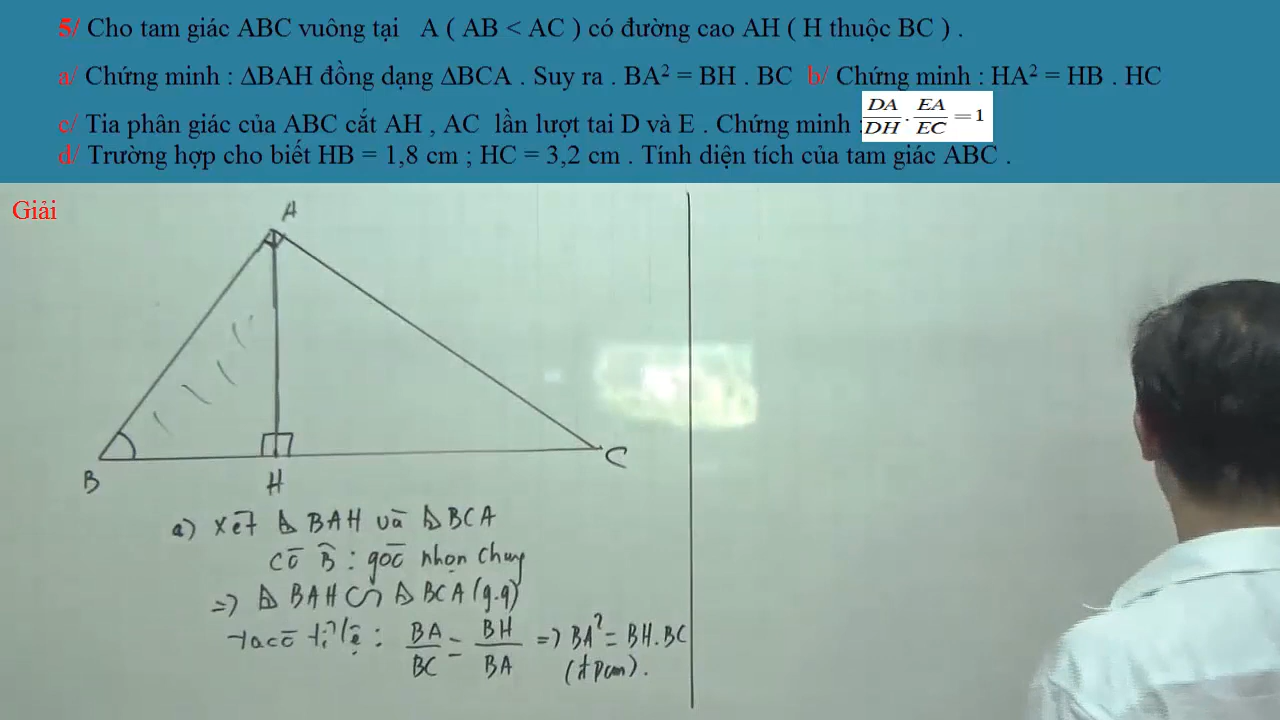 5/ Cho tam giác ABC vuông tại A ( AB < AC ) có đường cao AH ( H thuộc BC ) .
a/ Chứng minh : ΔBAH đồng dạng ΔBCA . Suy ra . BA² = BH . BC b/ Chứng minh : HA² = HB . HC
c/ Tia phân giác của ABC cắt AH , AC lần lượt tai D và E . Chứng minh : DA/DH . EA/EC = 1
d/ Trường hợp cho biết HB = 1,8 cm ; HC = 3,2 cm . Tính diện tích của tam giác ABC .
Giải
A
B
H
C
a) Xét Δ BAH và Δ BCA
có B̂ : góc nhọn chung
=> Δ BAH ∽ Δ BCA (g.g)
ta có tỉ lệ : BA/BC = BH/BA => BA² = BH.BC
(đpcm).